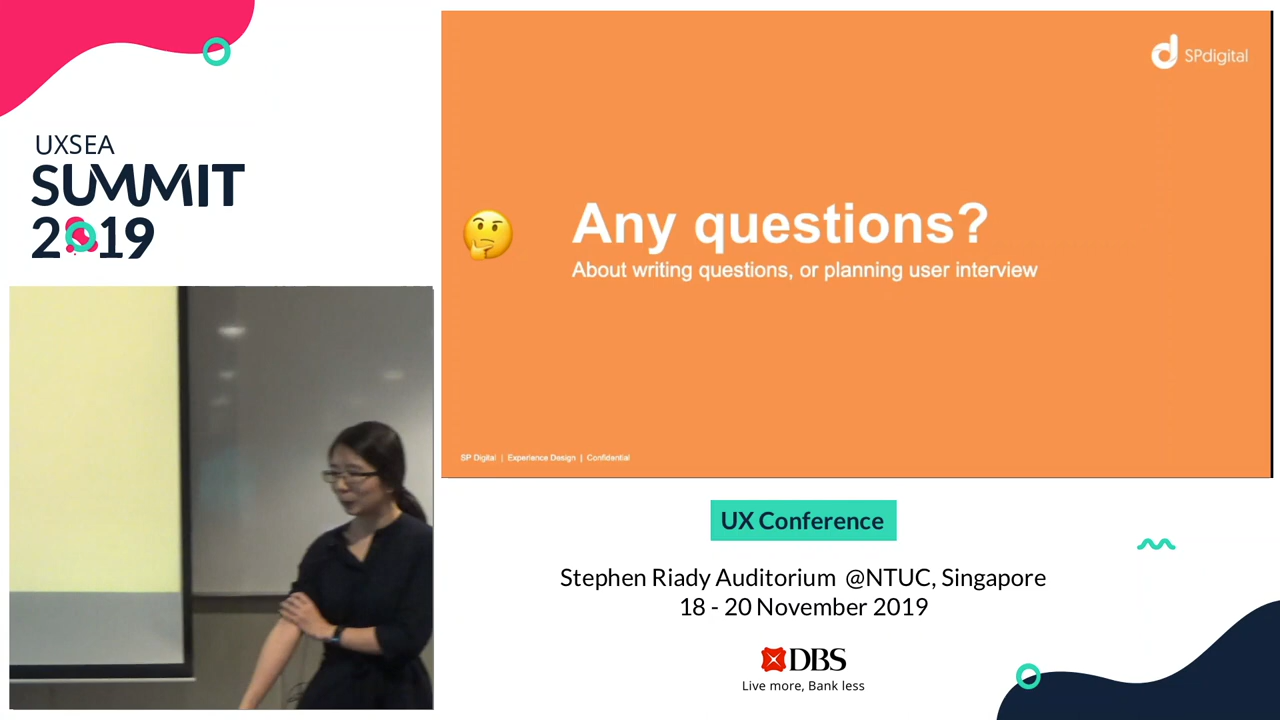 UXSEA
SUMMIT
2019
SPdigital
Any questions?
About writing questions, or planning user interview
SP Digital | Experience Design | Confidential
UX Conference
Stephen Riady Auditorium @NTUC, Singapore
18 - 20 November 2019
DBS
Live more, Bank less